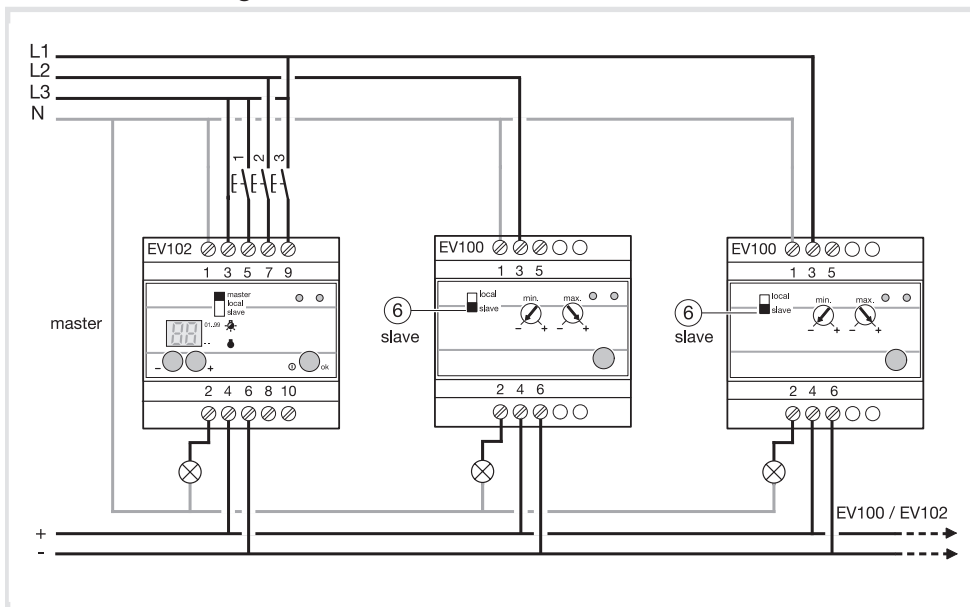 L1
L2
L3
N
1 2 3
EV102
1 3 5 7 9
master
local
slave
88
01..99
--
- + ok
2 4 6 8 10
master
EV100
1 3 5
local
slave
min. max.
- + - +
2 4 6
6
slave
EV100
1 3 5
local
slave
min. max.
- + - +
2 4 6
6
slave
EV100 / EV102
+
-